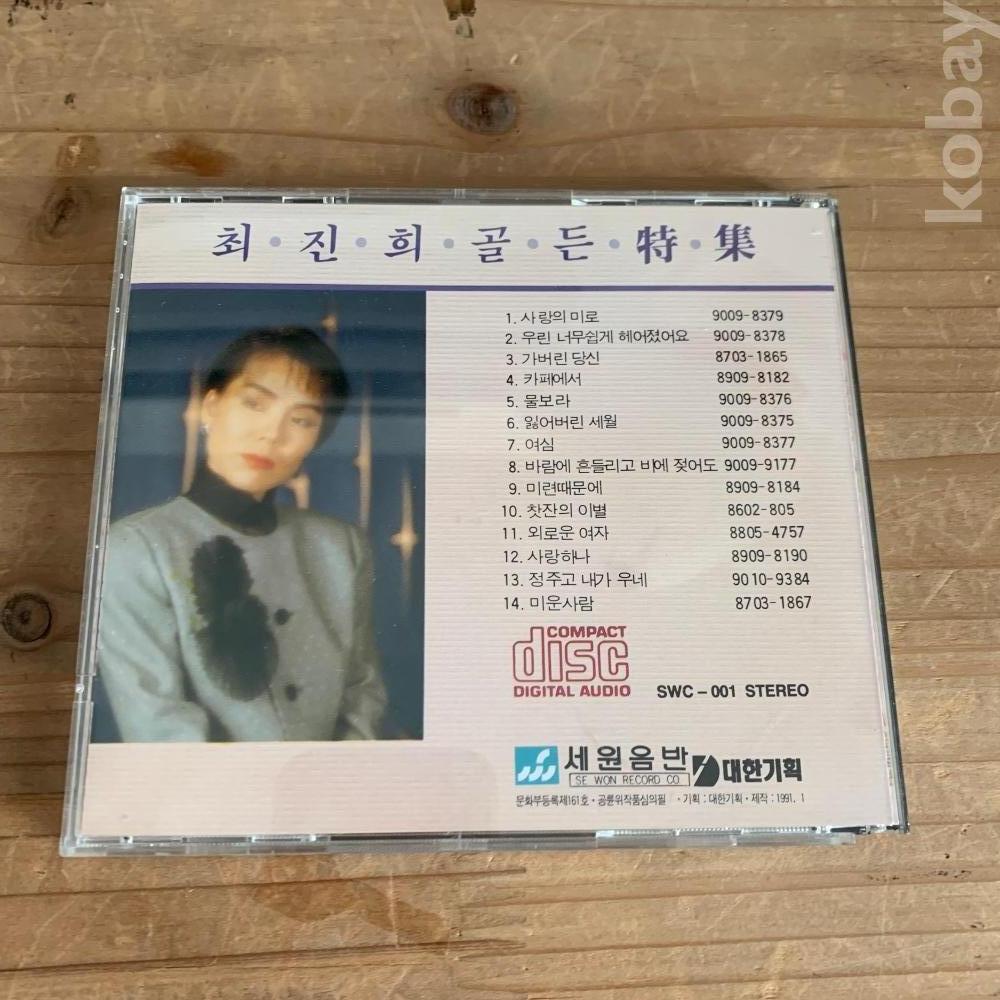 kobay
최·진·희·골·든·特·集
1. 사랑의 미로 9009-8379
2. 우린 너무쉽게 헤어졌어요 9009-8378
3. 가버린 당신 8703-1865
4. 카페에서 8909-8182
5. 물보라 9009-8376
6. 잃어버린 세월 9009-8375
7. 여심 9009-8377
8. 바람에 흔들리고 비에 젖어도 9009-9177
9. 미련때문에 8909-8184
10. 찻잔의 이별 8602-805
11. 외로운 여자 8805-4757
12. 사랑하나 8909-8190
13. 정주고 내가 우네 9010-9384
14. 미운사람 8703-1867
COMPACT
disc
DIGITAL AUDIO
SWC-001 STEREO
세원음반
SE WON RECORD CO.
대한기획
문화부등록제161호·공륜위작품심의필 ·기획:대한기획·제작:1991. 1